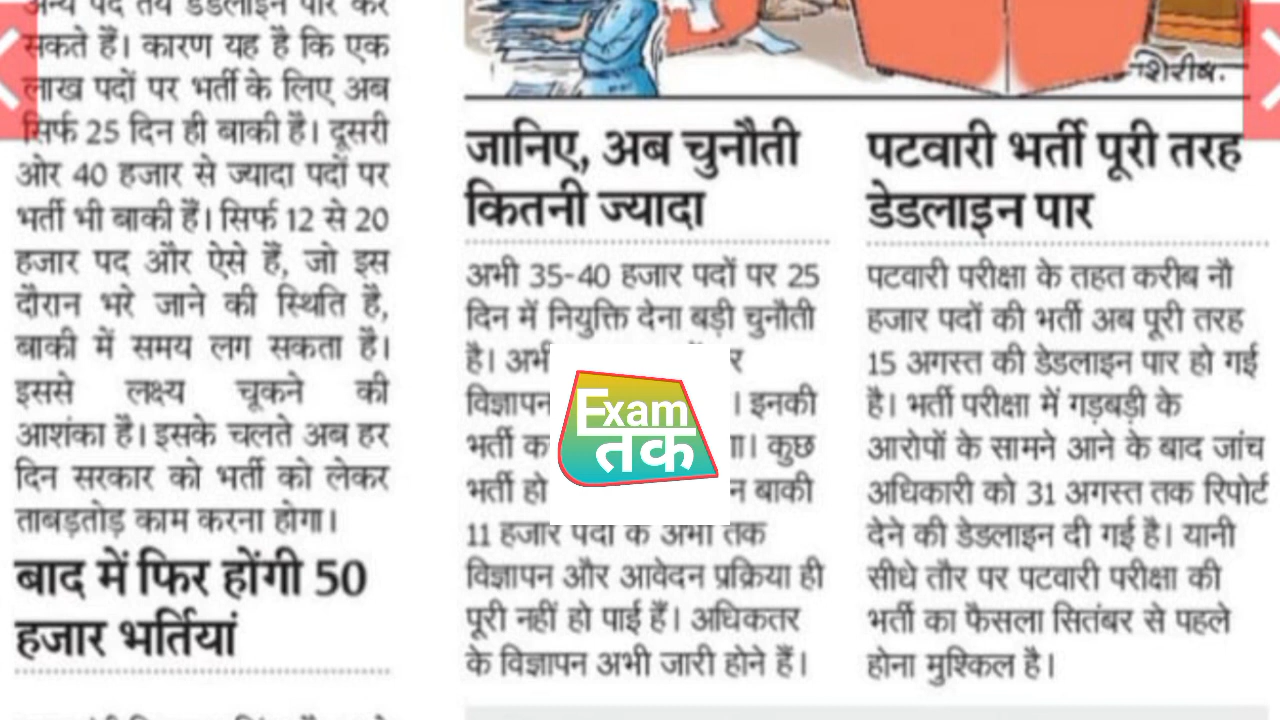 अन्य पद तय डेडलाइन पार कर
सकते हैं। कारण यह है कि एक
लाख पदों पर भर्ती के लिए अब
सिर्फ 25 दिन ही बाकी है। दूसरी
ओर 40 हजार से ज्यादा पदों पर
भर्ती भी बाकी हैं। सिर्फ 12 से 20
हजार पद और ऐसे हैं, जो इस
दौरान भरे जाने की स्थिति है,
बाकी में समय लग सकता है।
इससे लक्ष्य चूकने की
आशंका है। इसके चलते अब हर
दिन सरकार को भर्ती को लेकर
ताबड़तोड़ काम करना होगा।
बाद में फिर होंगी 50
हजार भर्तियां
शिरीष.
जानिए, अब चुनौती
कितनी ज्यादा
अभी 35-40 हजार पदों पर 25
दिन में नियुक्ति देना बड़ी चुनौती
है। अभी
विज्ञापन । इनकी
भर्ती कुछ
भर्ती हो बाकी
11 हजार पदों के अभी तक
विज्ञापन और आवेदन प्रक्रिया ही
पूरी नहीं हो पाई हैं। अधिकतर
के विज्ञापन अभी जारी होने हैं।
Exam
तक
पटवारी भर्ती पूरी तरह
डेडलाइन पार
पटवारी परीक्षा के तहत करीब नौ
हजार पदों की भर्ती अब पूरी तरह
15 अगस्त की डेडलाइन पार हो गई
है। भर्ती परीक्षा में गड़बड़ी के
आरोपों के सामने आने के बाद जांच
अधिकारी को 31 अगस्त तक रिपोर्ट
देने की डेडलाइन दी गई है। यानी
सीधे तौर पर पटवारी परीक्षा की
भर्ती का फैसला सितंबर से पहले
होना मुश्किल है।